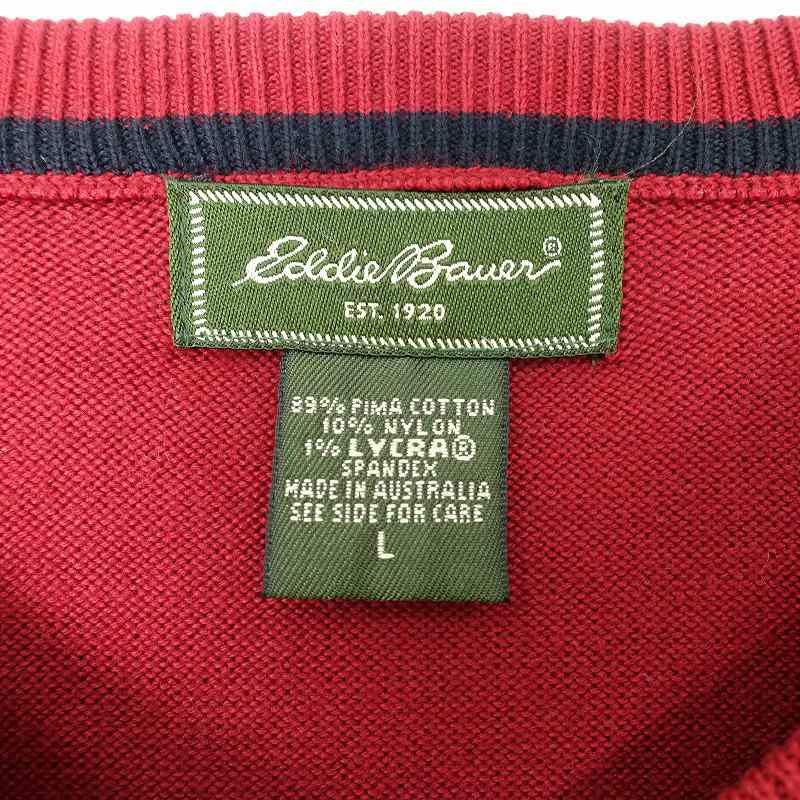 Eddie Bauer®
EST. 1920
89% PIMA COTTON
10% NYLON
1% LYCRA®
SPANDEX
MADE IN AUSTRALIA
SEE SIDE FOR CARE
L